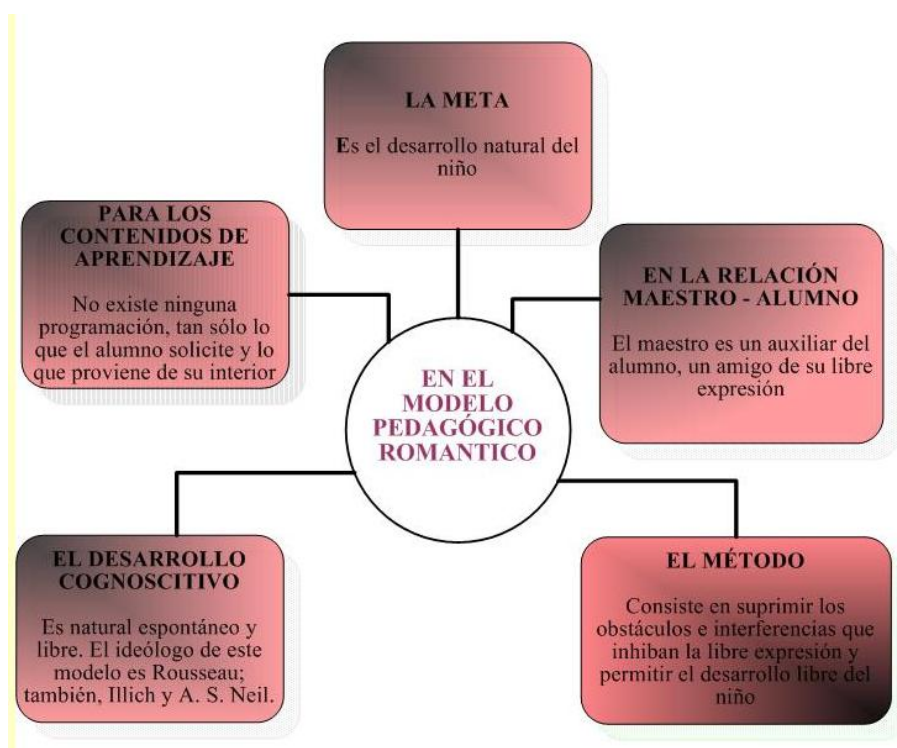 LA META
Es el desarrollo natural del
niño
PARA LOS
CONTENIDOS DE
APRENDIZAJE
No existe ninguna
programación, tan sólo lo
que el alumno solicite y lo
que proviene de su interior
EN LA RELACIÓN
MAESTRO - ALUMNO
El maestro es un auxiliar del
alumno, un amigo de su libre
expresión
EN EL
MODELO
PEDAGÓGICO
ROMANTICO
EL DESARROLLO
COGNOSCITIVO
Es natural espontáneo y
libre. El ideólogo de este
modelo es Rousseau;
también, Illich y A. S. Neil.
EL MÉTODO
Consiste en suprimir los
obstáculos e interferencias que
inhiban la libre expresión y
permitir el desarrollo libre del
niño